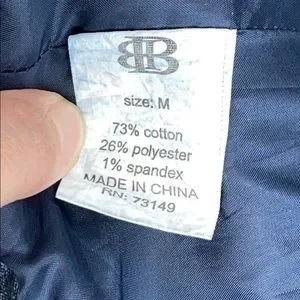 B B
size: M
73% cotton
26% polyester
1% spandex
MADE IN CHINA
RN: 73149